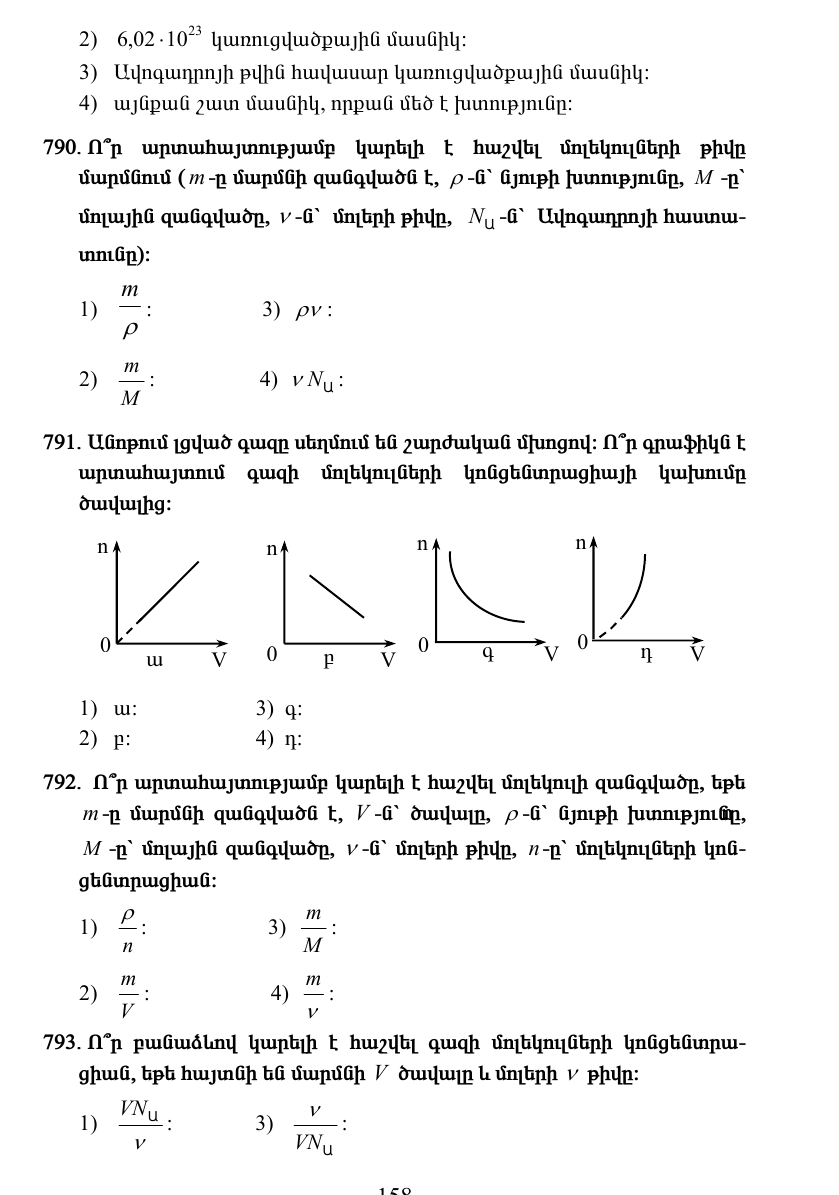 2) 6,02·10²³ կառուցվածքային մասնիկ:
3) Ավոգադրոյի թվին հավասար կառուցվածքային մասնիկ:
4) այնքան շատ մասնիկ, որքան մեծ է խտությունը:
790. Ո՞ր արտահայտությամբ կարելի է հաշվել մոլեկուլների թիվը
մարմնում (m-ը մարմնի զանգվածն է, ρ-ն՝ նյութի խտությունը, M-ը՝
մոլային զանգվածը, ν-ն՝ մոլերի թիվը, Nա-ն՝ Ավոգադրոյի հաստա-
տունը):
1) m/ρ: 3) ρν:
2) m/M: 4) νNա:
791. Անոթում լցված գազը սեղմում են շարժական մխոցով: Ո՞ր գրաֆիկն է
արտահայտում գազի մոլեկուլների կոնցենտրացիայի կախումը
ծավալից:
n n n n
0 V 0 V 0 V 0 V
ա բ գ դ
1) ա: 3) գ:
2) բ: 4) դ:
792. Ո՞ր արտահայտությամբ կարելի է հաշվել մոլեկուլի զանգվածը, եթե
m-ը մարմնի զանգվածն է, V-ն՝ ծավալը, ρ-ն՝ նյութի խտությունը,
M-ը՝ մոլային զանգվածը, ν-ն՝ մոլերի թիվը, n-ը՝ մոլեկուլների կոն-
ցենտրացիան:
1) ρ/n: 3) m/M:
2) m/V: 4) m/ν:
793. Ո՞ր բանաձևով կարելի է հաշվել գազի մոլեկուլների կոնցենտրա-
ցիան, եթե հայտնի են մարմնի V ծավալը և մոլերի ν թիվը:
1) VNա/ν: 3) ν/VNա:
158